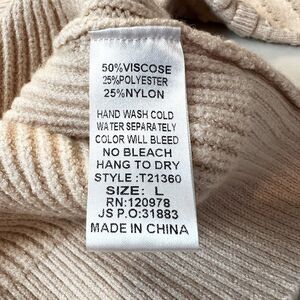 50%VISCOSE
25%POLYESTER
25%NYLON
HAND WASH COLD
WATER SEPARATELY
COLOR WILL BLEED
NO BLEACH
HANG TO DRY
STYLE :T21360
SIZE: L
RN:120978
JS P.O:31883
MADE IN CHINA